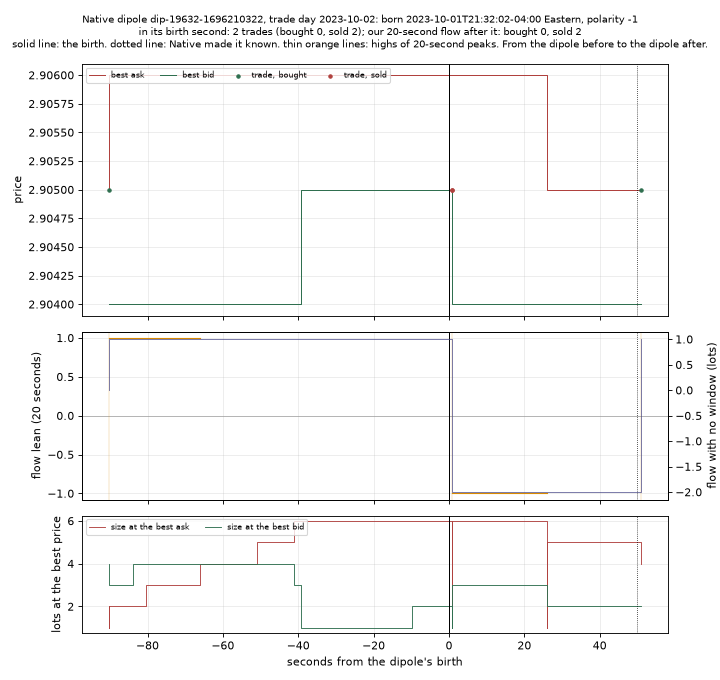 Native dipole dip-19632-1696210322, trade day 2023-10-02: born 2023-10-01T21:32:02-04:00 Eastern, polarity -1
in its birth second: 2 trades (bought 0, sold 2); our 20-second flow after it: bought 0, sold 2
solid line: the birth. dotted line: Native made it known. thin orange lines: highs of 20-second peaks. From the dipole before to the dipole after.
best ask best bid trade, bought trade, sold
2.90600
2.90575
2.90550
2.90525
2.90500
2.90475
2.90450
2.90425
2.90400
price
1.0
0.5
0.0
−0.5
−1.0
flow lean (20 seconds)
1.0
0.5
0.0
−0.5
−1.0
−1.5
−2.0
flow with no window (lots)
size at the best ask size at the best bid
6
4
2
lots at the best price
−80 −60 −40 −20 0 20 40
seconds from the dipole's birth